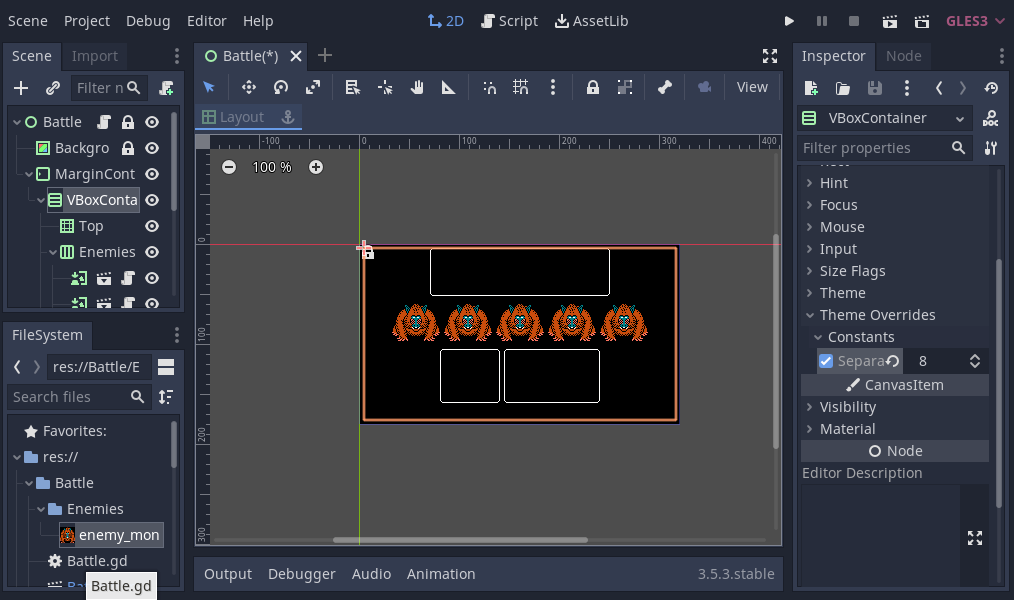 Scene Project Debug Editor Help 2D Script AssetLib GLES3
Scene Import
Filter n
Battle
Backgro
MarginCont
VBoxConta
Top
Enemies
FileSystem
res://Battle/E
Search files
Favorites:
res://
Battle
Enemies
enemy_mon
Battle.gd
Ba
Battle.gd
Battle(*)
View
Layout
-100 0 100 200 300 400
100 %
0
100
200
300
Output Debugger Audio Animation 3.5.3.stable
Inspector Node
VBoxContainer
Filter properties
Hint
Focus
Mouse
Input
Size Flags
Theme
Theme Overrides
Constants
Separa 8
CanvasItem
Visibility
Material
Node
Editor Description